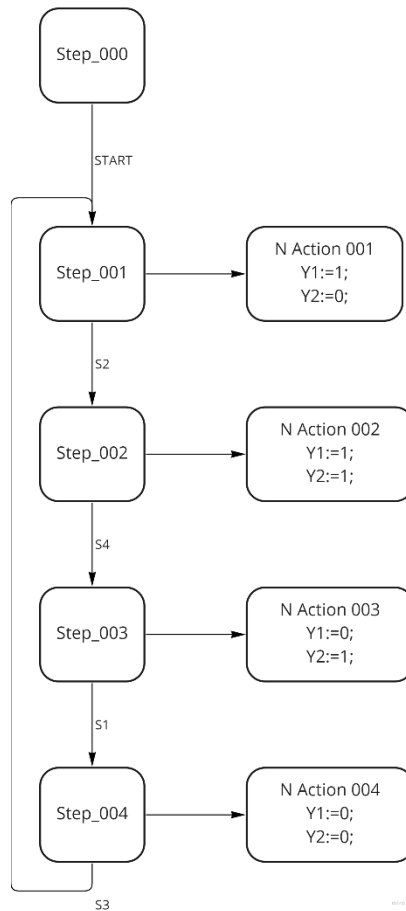 Step_000
START
Step_001
N Action 001
Y1:=1;
Y2:=0;
S2
Step_002
N Action 002
Y1:=1;
Y2:=1;
S4
Step_003
N Action 003
Y1:=0;
Y2:=1;
S1
Step_004
N Action 004
Y1:=0;
Y2:=0;
S3
miro